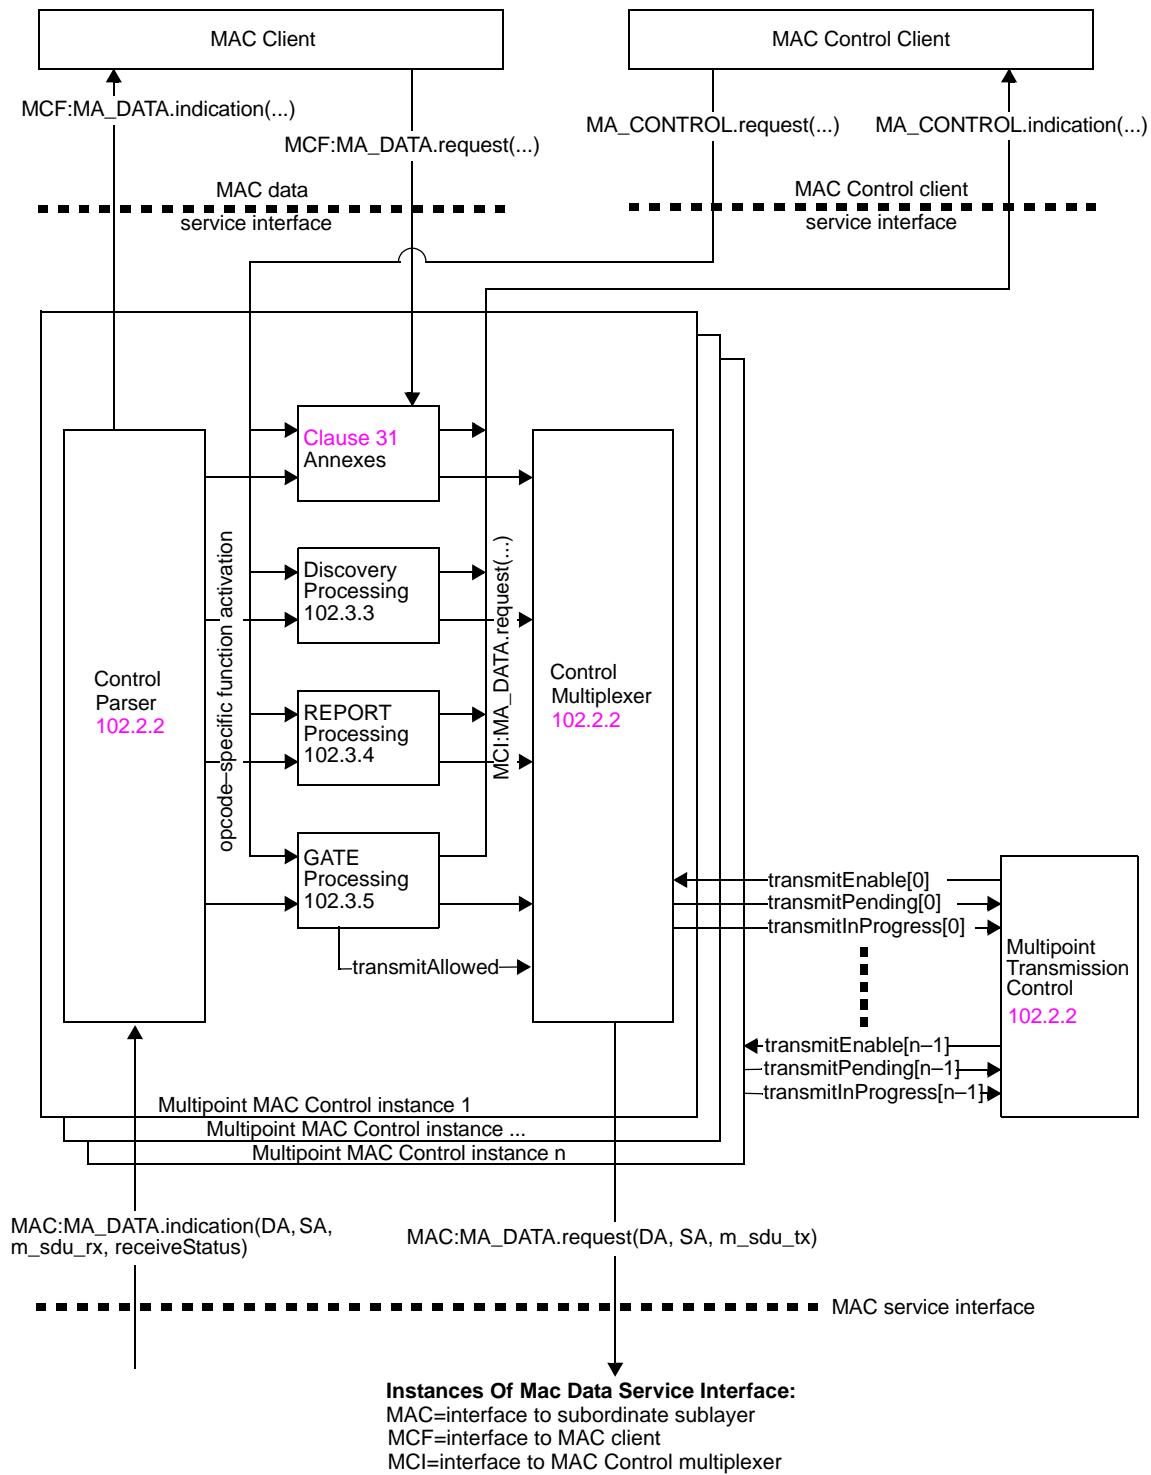 MAC Client
MAC Control Client
MCF:MA_DATA.indication(...)
MCF:MA_DATA.request(...)
MA_CONTROL.request(...)
MA_CONTROL.indication(...)
MAC data
service interface
MAC Control client
service interface
Clause 31
Annexes
Discovery
Processing
102.3.3
REPORT
Processing
102.3.4
GATE
Processing
102.3.5
Control
Parser
102.2.2
opcode–specific function activation
MCI:MA_DATA.request(...)
Control
Multiplexer
102.2.2
transmitAllowed
transmitEnable[0]
transmitPending[0]
transmitInProgress[0]
Multipoint
Transmission
Control
102.2.2
transmitEnable[n–1]
transmitPending[n–1]
transmitInProgress[n–1]
Multipoint MAC Control instance 1
Multipoint MAC Control instance ...
Multipoint MAC Control instance n
MAC:MA_DATA.indication(DA, SA,
m_sdu_rx, receiveStatus)
MAC:MA_DATA.request(DA, SA, m_sdu_tx)
MAC service interface
Instances Of Mac Data Service Interface:
MAC=interface to subordinate sublayer
MCF=interface to MAC client
MCI=interface to MAC Control multiplexer